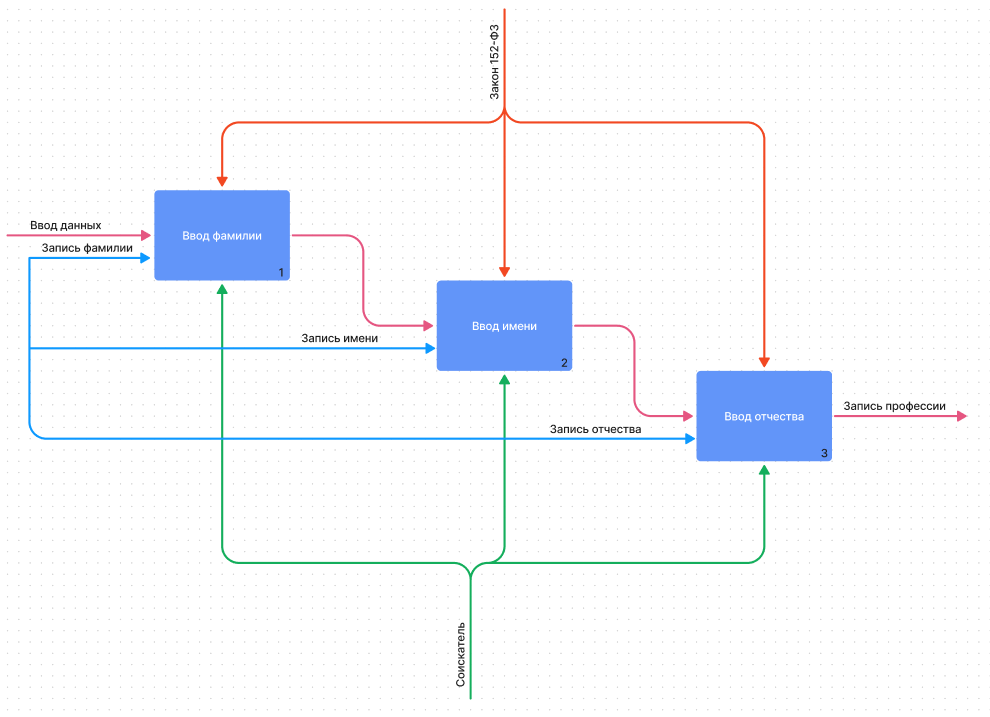 Закон 152-ФЗ
Ввод данных
Запись фамилии
Ввод фамилии
1
Запись имени
Ввод имени
2
Запись отчества
Ввод отчества
3
Запись профессии
Соискатель